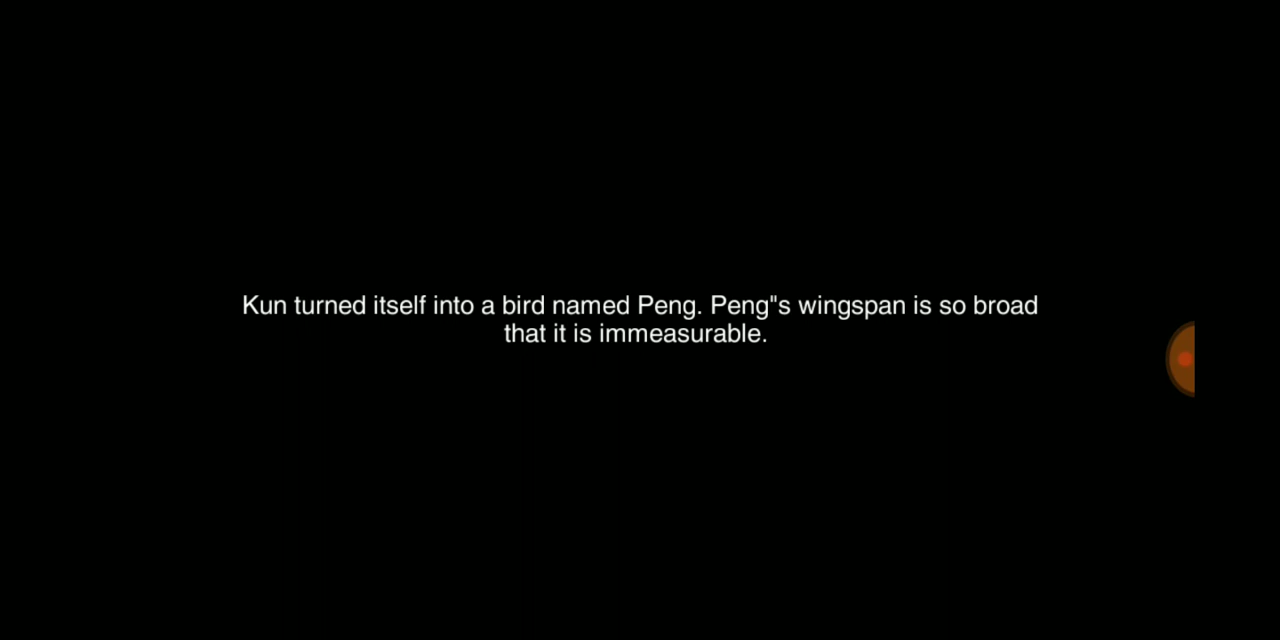 Kun turned itself into a bird named Peng. Peng"s wingspan is so broad
that it is immeasurable.